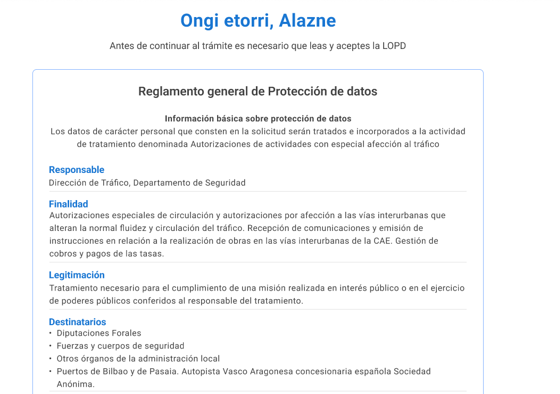 Ongi etorri, Alazne
Antes de continuar al trámite es necesario que leas y aceptes la LOPD
Reglamento general de Protección de datos
Información básica sobre protección de datos
Los datos de carácter personal que consten en la solicitud serán tratados e incorporados a la actividad
de tratamiento denominada Autorizaciones de actividades con especial afección al tráfico
Responsable
Dirección de Tráfico, Departamento de Seguridad
Finalidad
Autorizaciones especiales de circulación y autorizaciones por afección a las vías interurbanas que
alteran la normal fluidez y circulación del tráfico. Recepción de comunicaciones y emisión de
instrucciones en relación a la realización de obras en las vías interurbanas de la CAE. Gestión de
cobros y pagos de las tasas.
Legitimación
Tratamiento necesario para el cumplimiento de una misión realizada en interés público o en el ejercicio
de poderes públicos conferidos al responsable del tratamiento.
Destinatarios
• Diputaciones Forales
• Fuerzas y cuerpos de seguridad
• Otros órganos de la administración local
• Puertos de Bilbao y de Pasaia. Autopista Vasco Aragonesa concesionaria española Sociedad
Anónima.